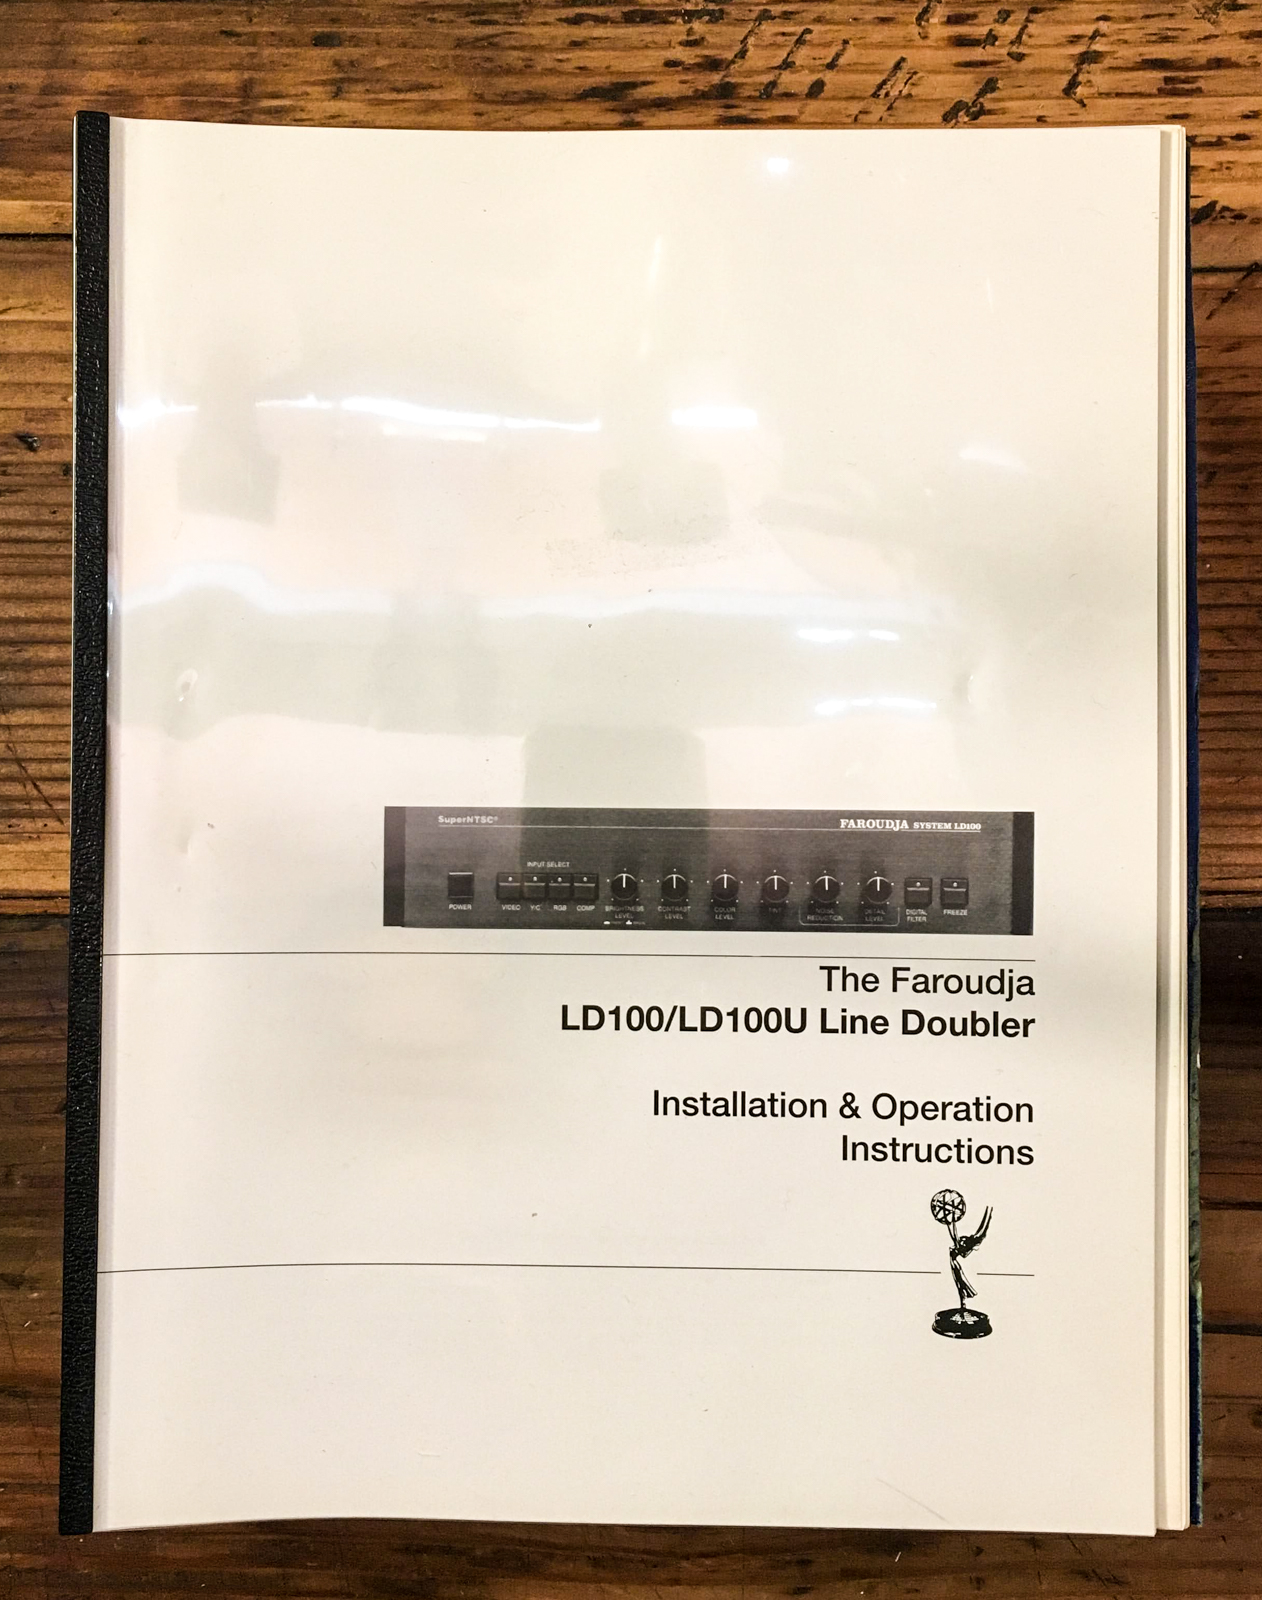 SuperNTSC®
FAROUDJA SYSTEM LD100
INPUT SELECT
POWER
VIDEO Y/C RGB COMP
BRIGHTNESS LEVEL
CONTRAST LEVEL
COLOR LEVEL
TINT
NOISE REDUCTION
DETAIL LEVEL
DIGITAL FILTER
FREEZE
The Faroudja
LD100/LD100U Line Doubler
Installation & Operation
Instructions